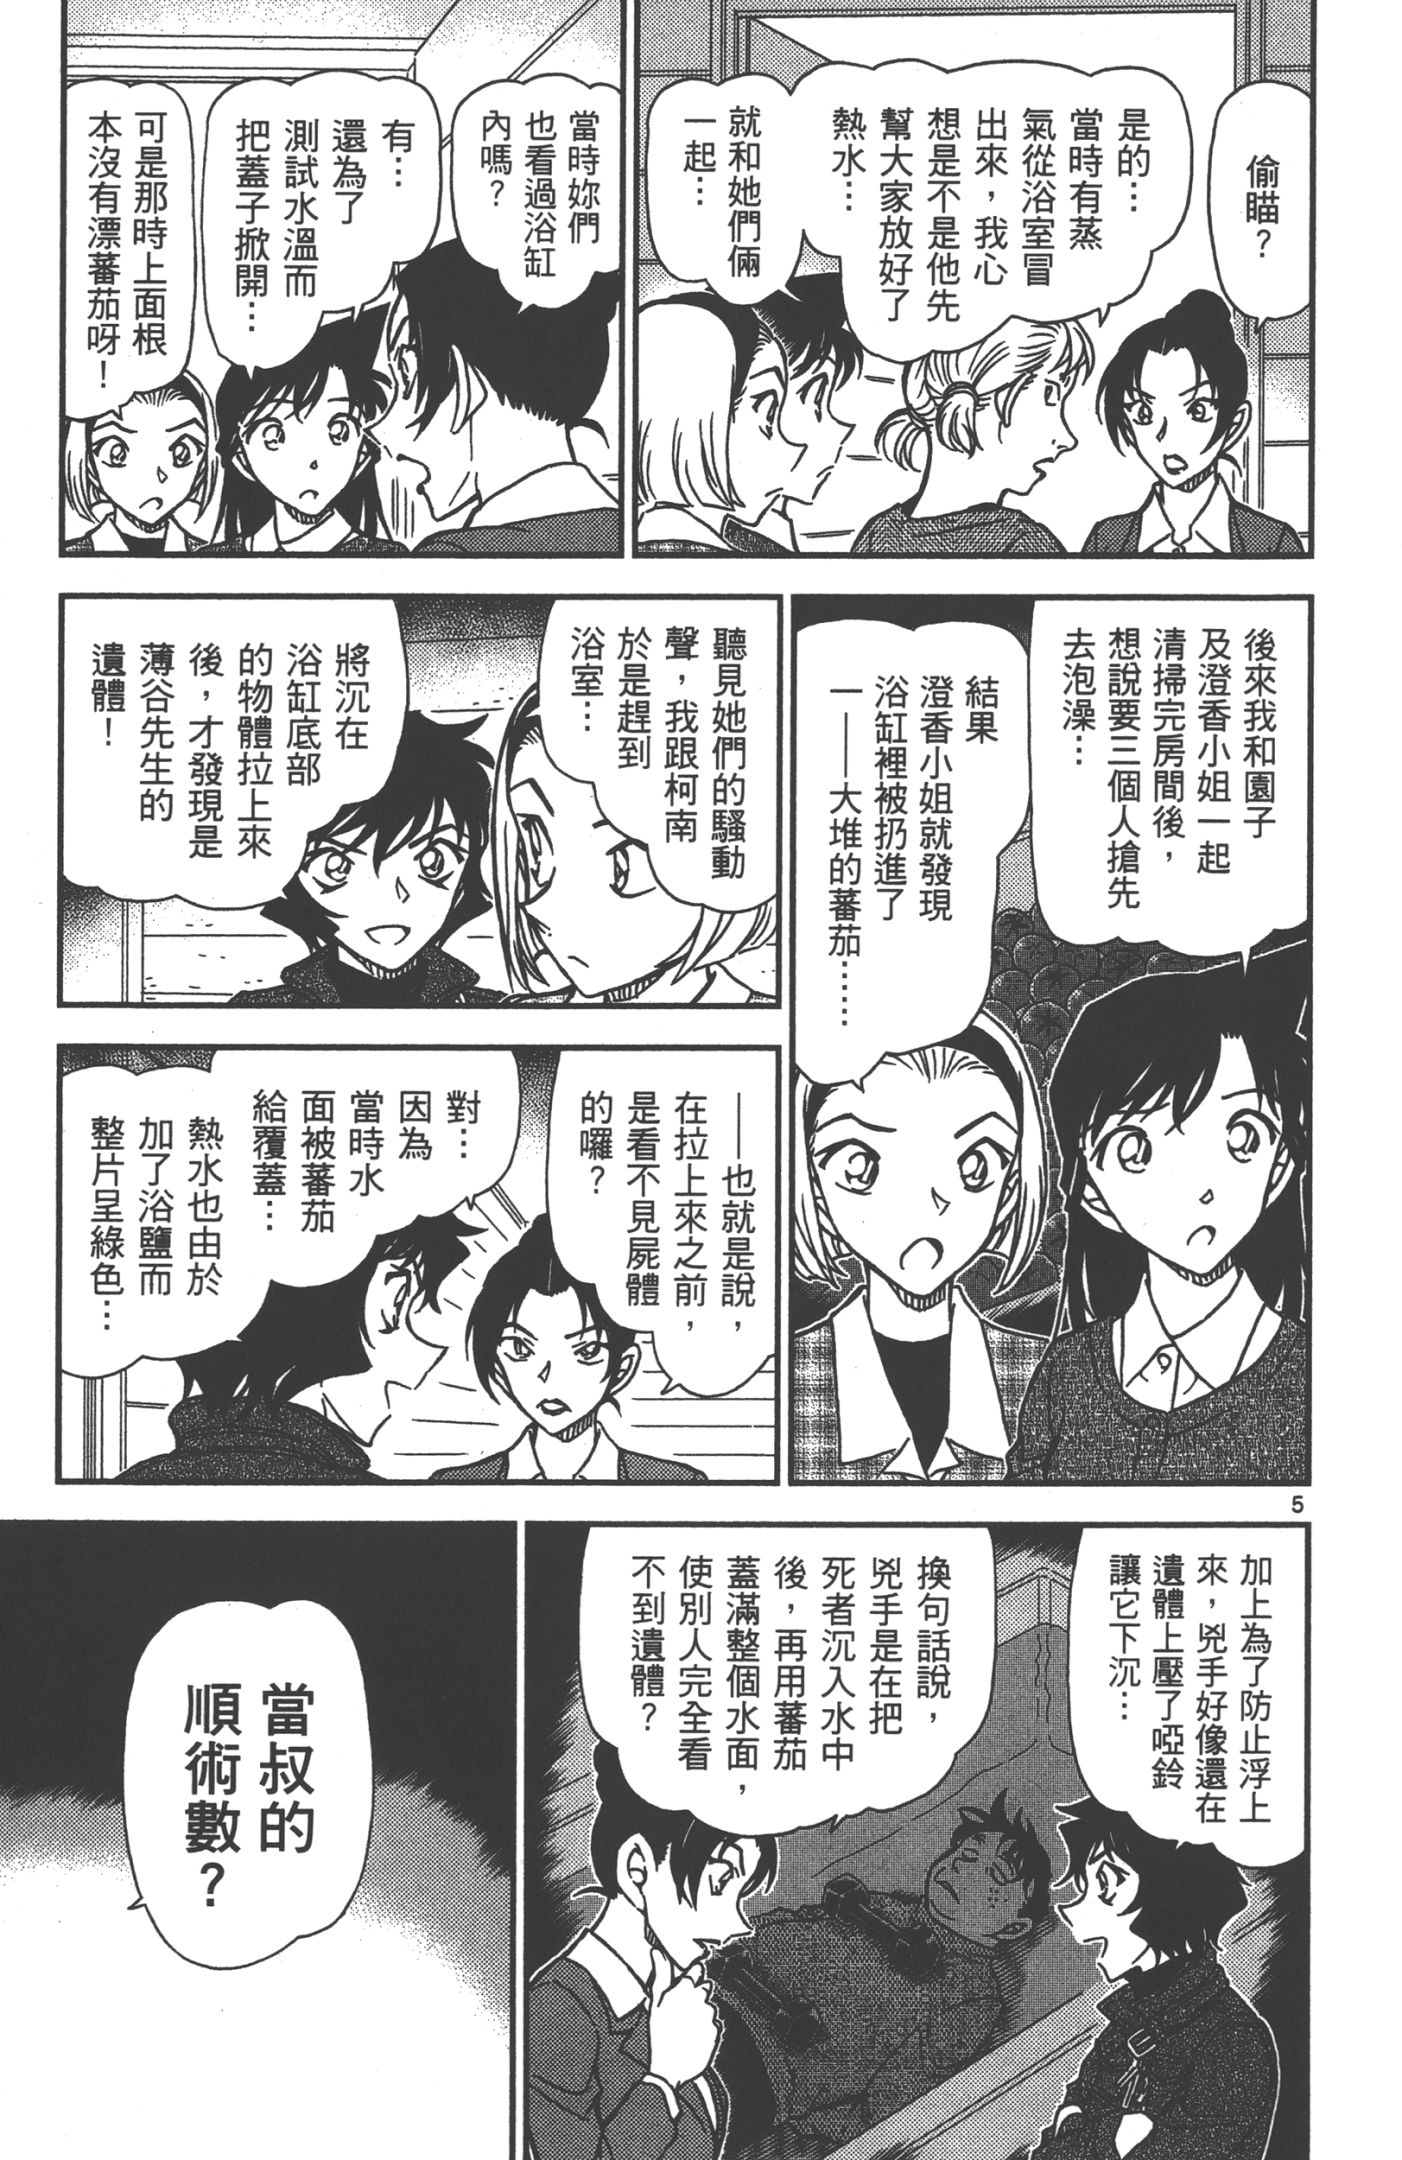 偷瞄？
是的…
當時有蒸
氣從浴室冒
出來，我心
想是不是他先
幫大家放好了
熱水…
就和她們倆
一起…
當時妳們
也看過浴缸
內嗎？
有…
還為了
測試水溫而
把蓋子掀開…
可是那時上面根
本沒有漂蕃茄呀！
後來我和園子
及澄香小姐一起
清掃完房間後，
想說要三個人搶先
去泡澡…
結果
澄香小姐就發現
浴缸裡被扔進了
一——大堆的蕃茄……
聽見她們的騷動
聲，我跟柯南
於是趕到
浴室…
將沉在
浴缸底部
的物體拉上來
後，才發現是
薄谷先生的
遺體！
——也就是說，
在拉上來之前，
是看不見屍體
的囉？
對…
因為
當時水
面被蕃茄
給覆蓋…
熱水也由於
加了浴鹽而
整片呈綠色…
5
加上為了防止浮上
來，兇手好像還在
遺體上壓了啞鈴
讓它下沉…
換句話說，
兇手是在把
死者沉入水中
後，再用蕃茄
蓋滿整個水面，
使別人完全看
不到遺體？
當叔的
順術數？